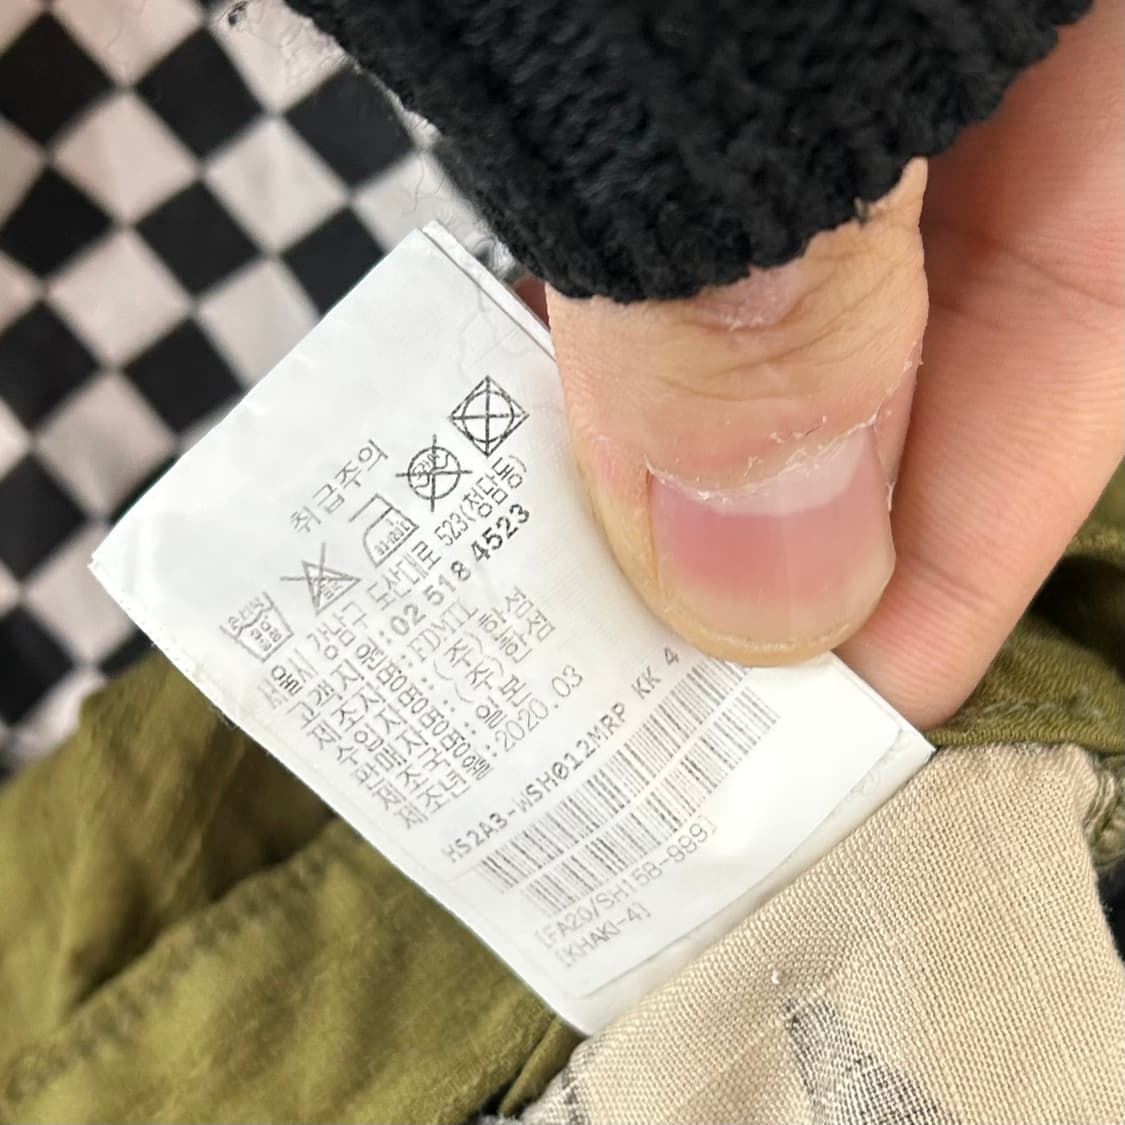 취급주의
울시 강남구 도산대로 523(청담동)
고객지원 : 02 518 4523
제조자명 : FDMTL
수입자명 : (주)한섬
판매자명 : (주)한섬
제조국명 : 일본
제조년월 : 2020.03
HS2A3-WSH012MRP KK 4
[FA20/SH158-999]
[KHAKI-4]